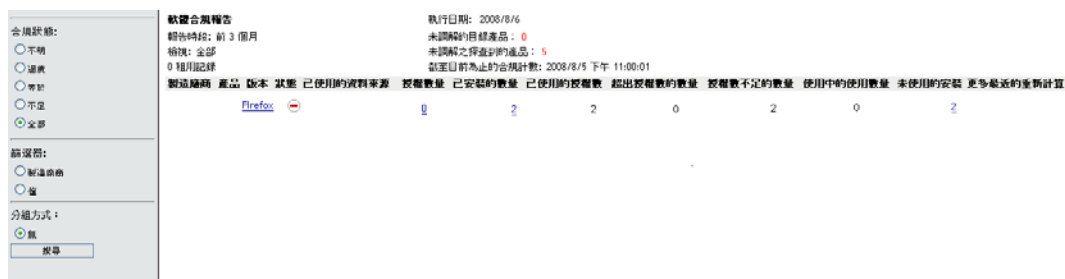 合規狀態:
不明
過度
等於
不足
全部
篩選器:
製造廠商
檔
分組方式:
無
搜尋
軟體合規報告
報告時段: 前 3 個月
檢視: 全部
0 租用記錄
執行日期: 2008/8/6
未調解的目錄產品: 0
未調解之探查到的產品: 5
截至目前為止的合規計數: 2008/8/5 下午 11:00:01
製造廠商 產品 版本 狀態 已使用的資料來源 授權數量 已安裝的數量 已使用的授權數 超出授權數的數量 授權數不足的數量 使用中的使用數量 未使用的安裝 更多最近的重新計算
Firefox 0 2 2 0 2 0 2